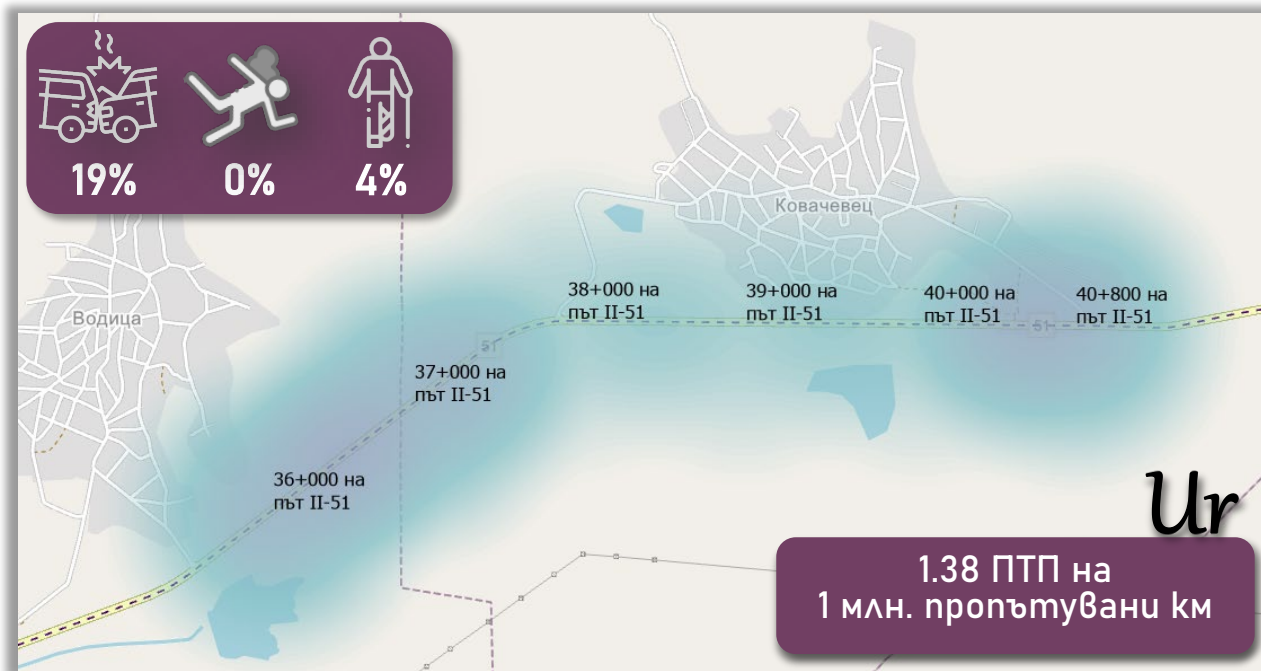 19%
0%
4%
Ковачевец
Водица
38+000 на
път II-51
39+000 на
път II-51
40+000 на
път II-51
40+800 на
път II-51
51
51
37+000 на
път II-51
36+000 на
път II-51
Ur
1.38 ПТП на
1 млн. пропътувани км